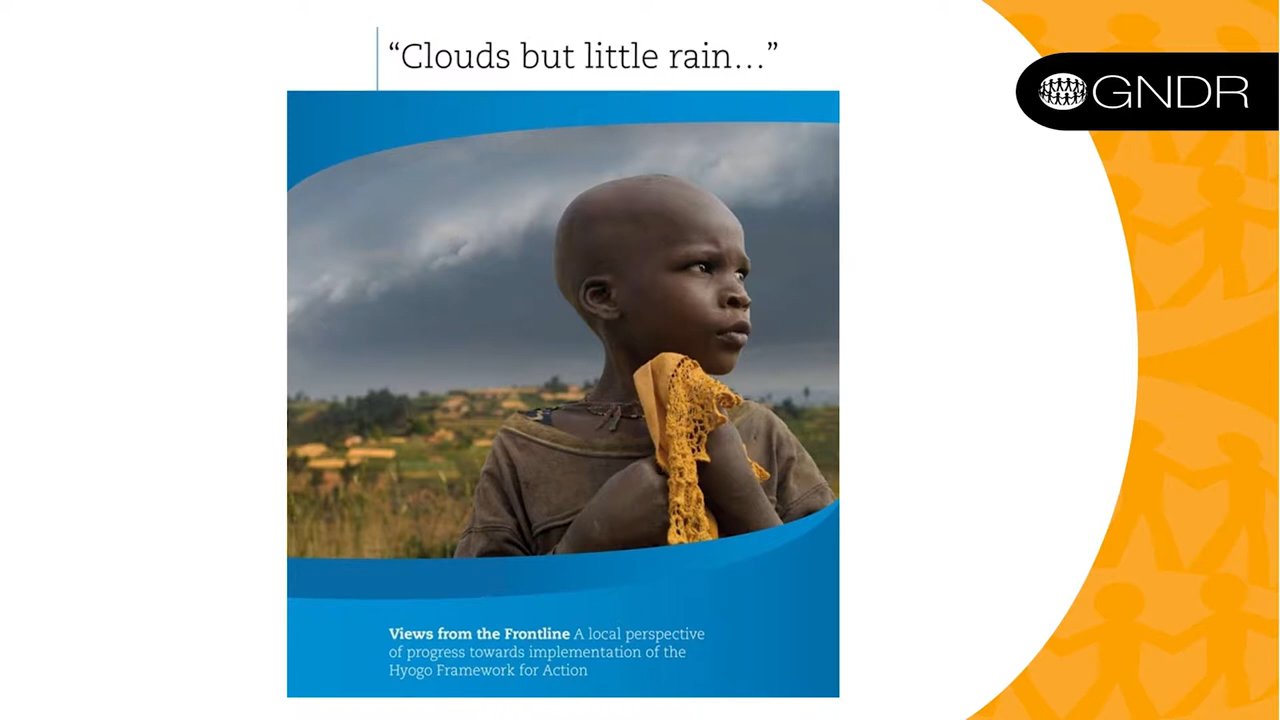 “Clouds but little rain…”
GNDR
Views from the Frontline A local perspective
of progress towards implementation of the
Hyogo Framework for Action